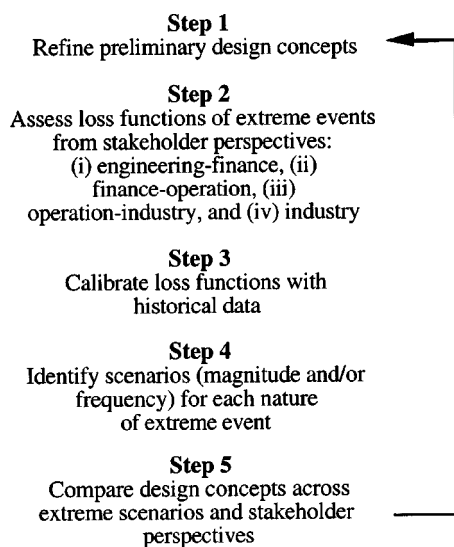 Step 1
Refine preliminary design concepts
Step 2
Assess loss functions of extreme events
from stakeholder perspectives:
(i) engineering-finance, (ii)
finance-operation, (iii)
operation-industry, and (iv) industry
Step 3
Calibrate loss functions with
historical data
Step 4
Identify scenarios (magnitude and/or
frequency) for each nature
of extreme event
Step 5
Compare design concepts across
extreme scenarios and stakeholder
perspectives